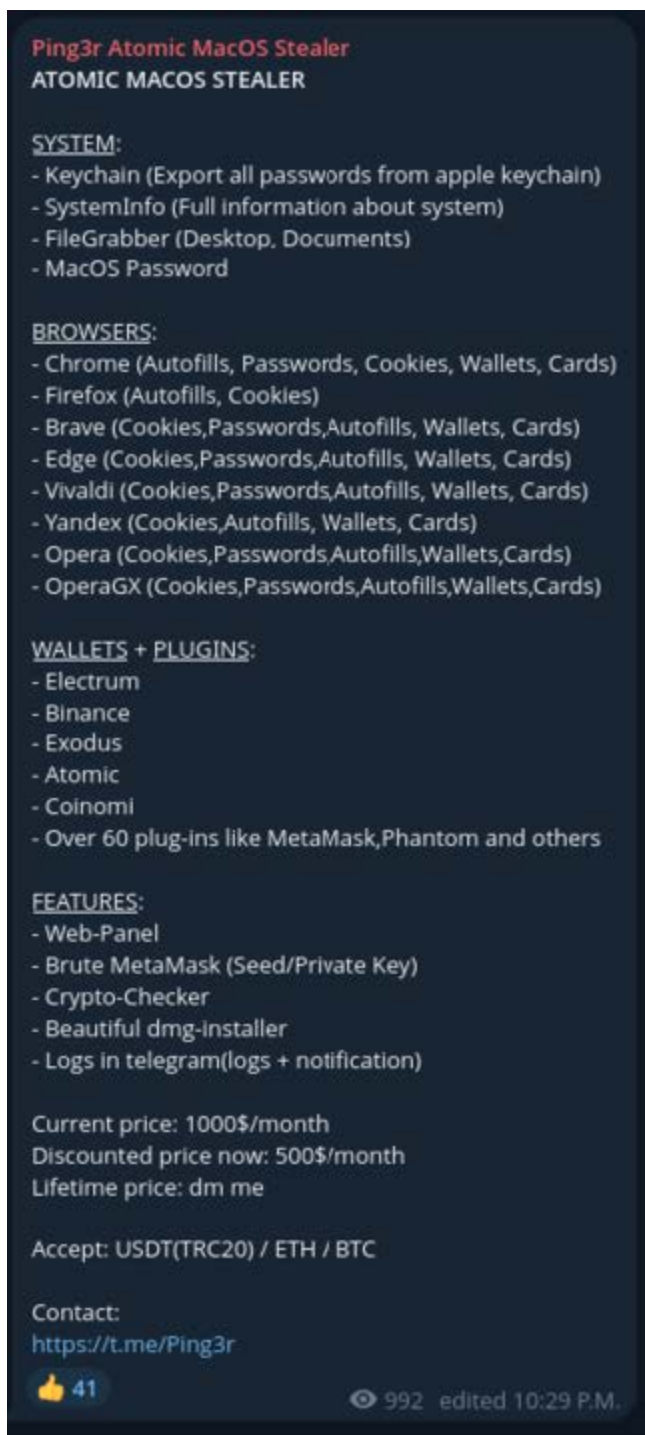 Ping3r Atomic MacOS Stealer
ATOMIC MACOS STEALER
SYSTEM:
- Keychain (Export all passwords from apple keychain)
- SystemInfo (Full information about system)
- FileGrabber (Desktop, Documents)
- MacOS Password
BROWSERS:
- Chrome (Autofills, Passwords, Cookies, Wallets, Cards)
- Firefox (Autofills, Cookies)
- Brave (Cookies,Passwords,Autofills, Wallets, Cards)
- Edge (Cookies,Passwords,Autofills, Wallets, Cards)
- Vivaldi (Cookies,Passwords,Autofills, Wallets, Cards)
- Yandex (Cookies,Autofills, Wallets, Cards)
- Opera (Cookies,Passwords,Autofills,Wallets,Cards)
- OperaGX (Cookies,Passwords,Autofills,Wallets,Cards)
WALLETS + PLUGINS:
- Electrum
- Binance
- Exodus
- Atomic
- Coinomi
- Over 60 plug-ins like MetaMask,Phantom and others
FEATURES:
- Web-Panel
- Brute MetaMask (Seed/Private Key)
- Crypto-Checker
- Beautiful dmg-installer
- Logs in telegram(logs + notification)
Current price: 1000$/month
Discounted price now: 500$/month
Lifetime price: dm me
Accept: USDT(TRC20) / ETH / BTC
Contact:
https://t.me/Ping3r
👍 41
992 edited 10:29 P.M.